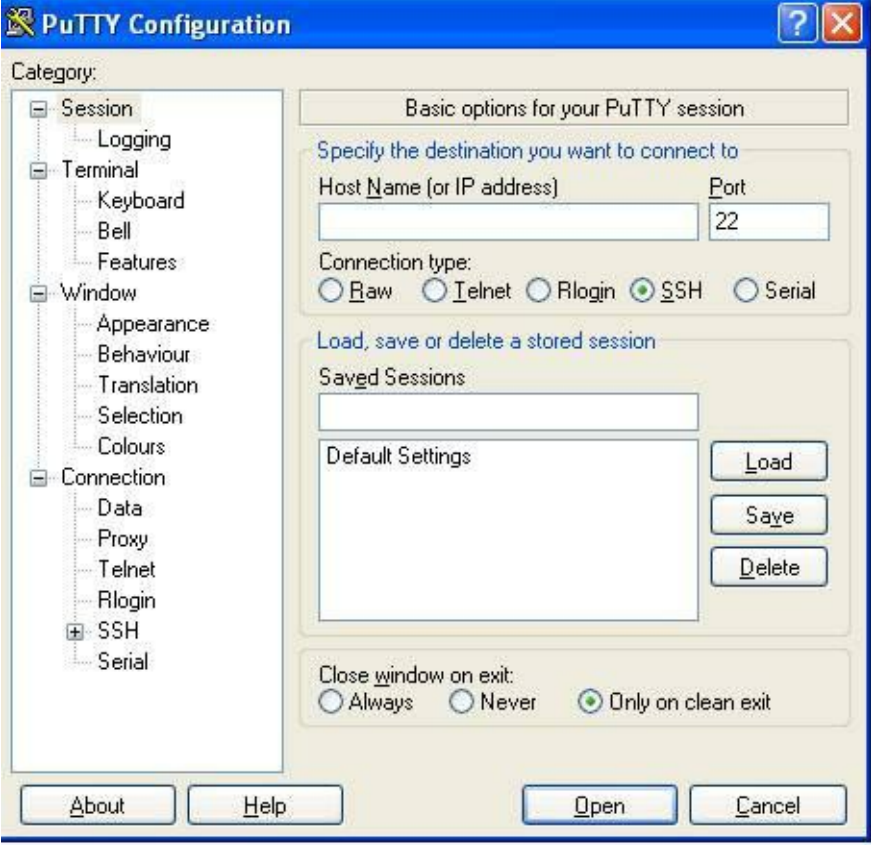 PuTTY Configuration
Category:
Session
Logging
Terminal
Keyboard
Bell
Features
Window
Appearance
Behaviour
Translation
Selection
Colours
Connection
Data
Proxy
Telnet
Rlogin
SSH
Serial
Basic options for your PuTTY session
Specify the destination you want to connect to
Host Name (or IP address) Port
22
Connection type:
Raw Telnet Rlogin SSH Serial
Load, save or delete a stored session
Saved Sessions
Default Settings
Load
Save
Delete
Close window on exit:
Always Never Only on clean exit
About Help Open Cancel